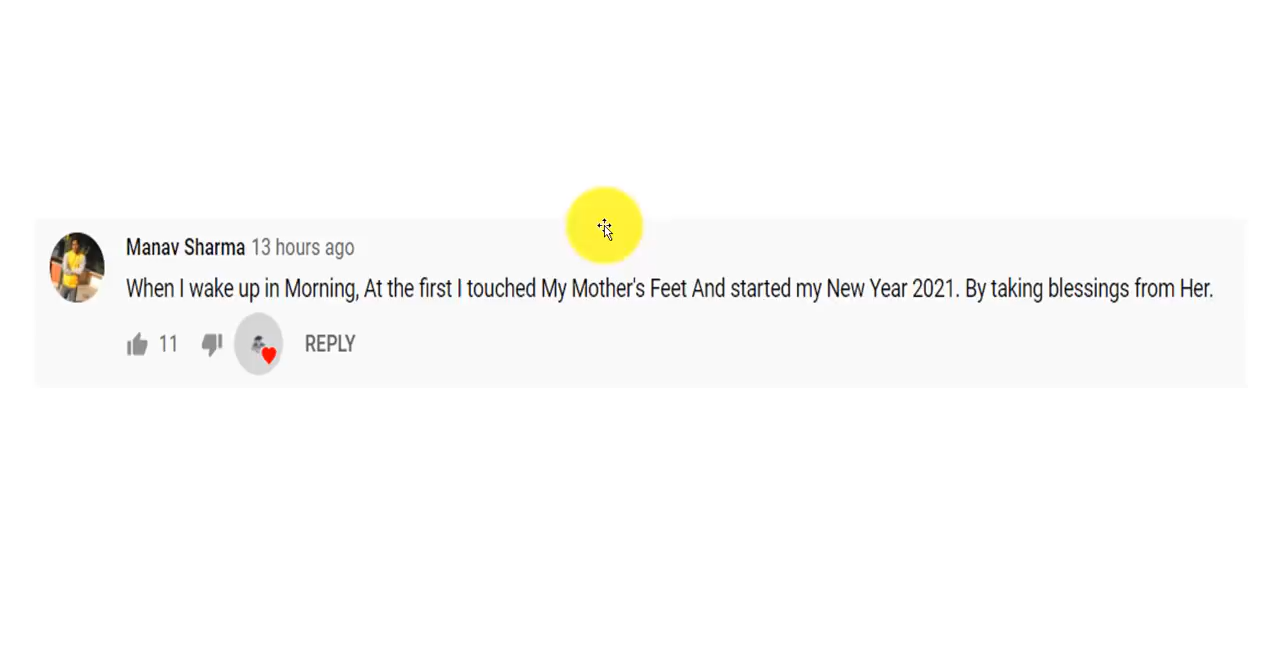 Manav Sharma 13 hours ago
When I wake up in Morning, At the first I touched My Mother's Feet And started my New Year 2021. By taking blessings from Her.
11 REPLY